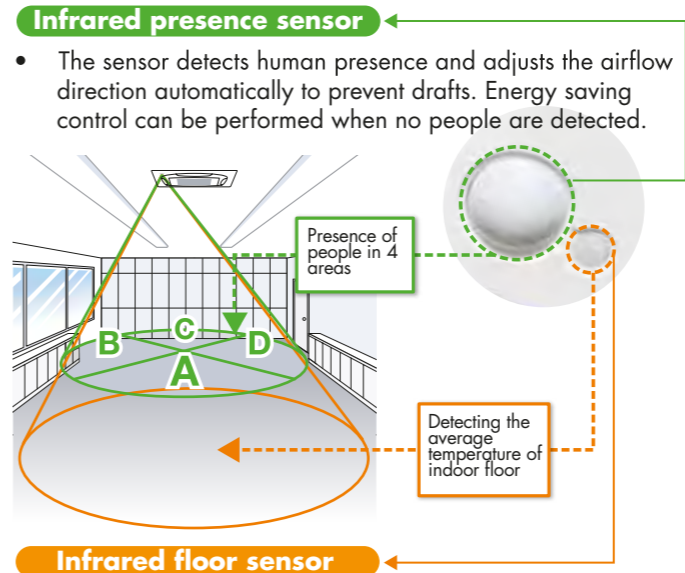 Infrared presence sensor
• The sensor detects human presence and adjusts the airflow
direction automatically to prevent drafts. Energy saving
control can be performed when no people are detected.
Presence of
people in 4
areas
B
C
D
A
Detecting the
average
temperature of
indoor floor
Infrared floor sensor